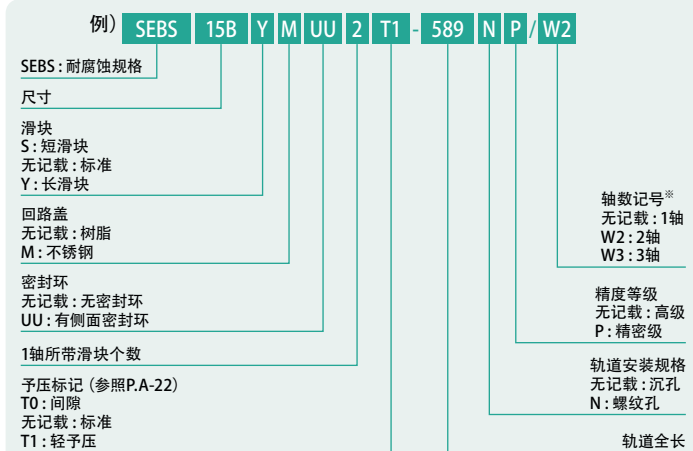 例) SEBS 15B Y M UU 2 T1 - 589 N P / W2
SEBS : 耐腐蚀规格
尺寸
滑块
S : 短滑块
无记载 : 标准
Y : 长滑块
回路盖
无记载 : 树脂
M : 不锈钢
密封环
无记载 : 无密封环
UU : 有侧面密封环
1轴所带滑块个数
予压标记 (参照P.A-22)
T0 : 间隙
无记载 : 标准
T1 : 轻予压
轴数记号※
无记载 : 1轴
W2 : 2轴
W3 : 3轴
精度等级
无记载 : 高级
P : 精密级
轨道安装规格
无记载 : 沉孔
N : 螺纹孔
轨道全长